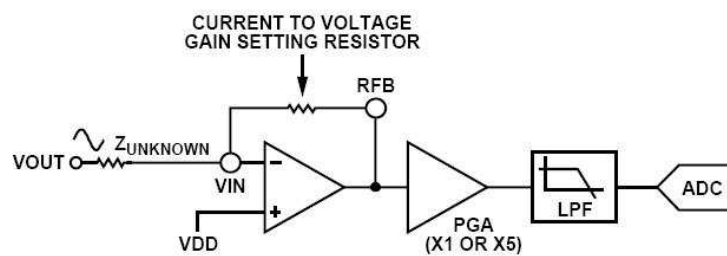 CURRENT TO VOLTAGE
GAIN SETTING RESISTOR
RFB
ZUNKNOWN
VOUT
VIN
−
+
VDD
PGA
(X1 OR X5)
LPF
ADC